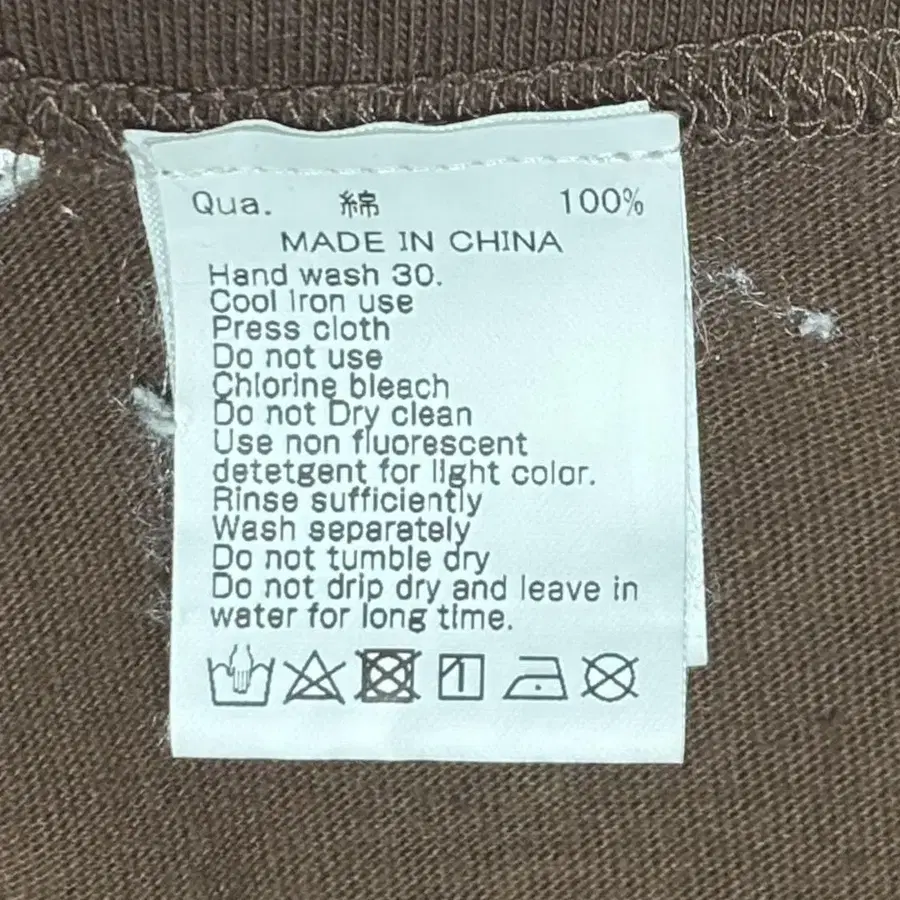 Qua. 綿 100%
MADE IN CHINA
Hand wash 30.
Cool iron use
Press cloth
Do not use
Chlorine bleach
Do not Dry clean
Use non fluorescent
detetgent for light color.
Rinse sufficiently
Wash separately
Do not tumble dry
Do not drip dry and leave in
water for long time.